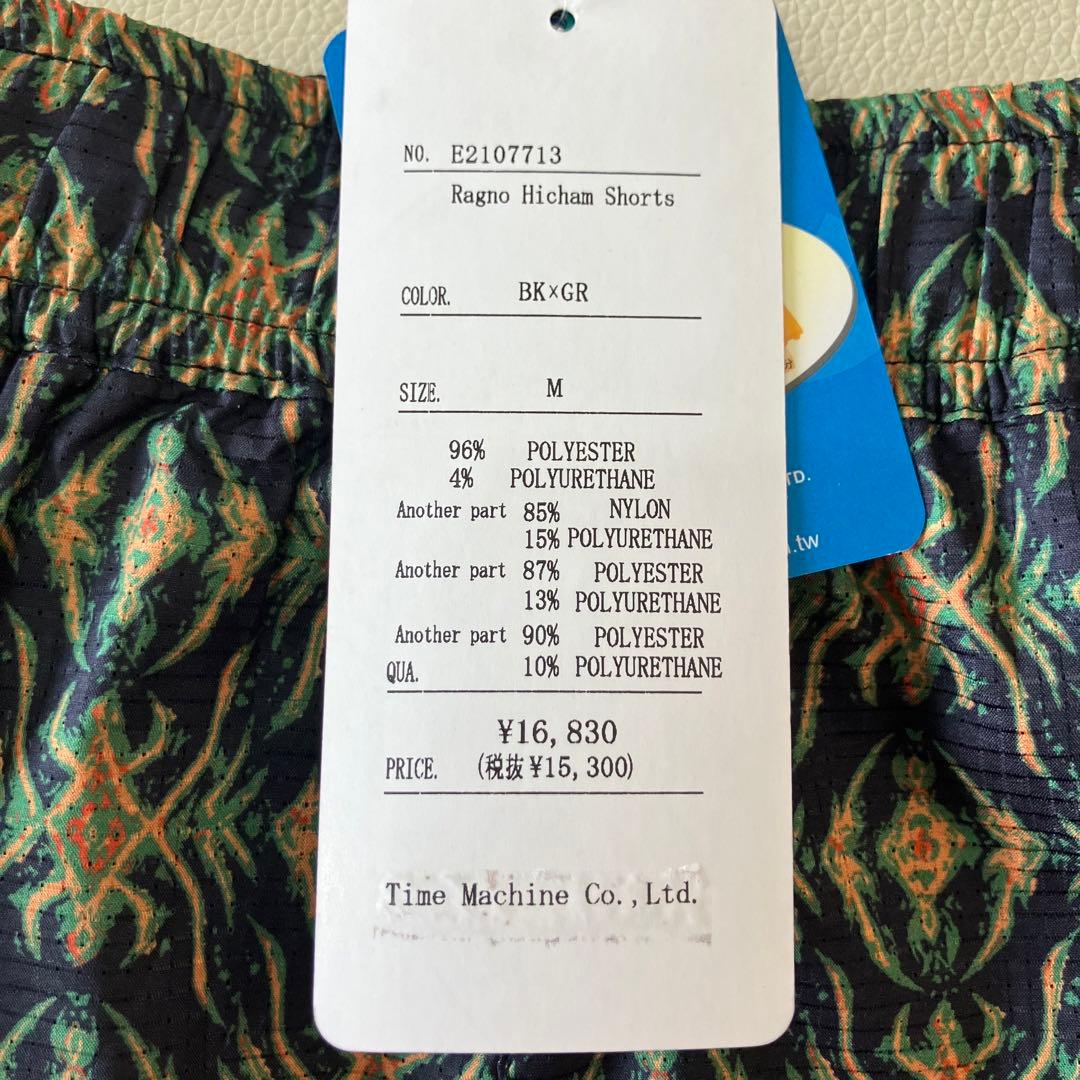 NO. E2107713
Ragno Hicham Shorts
COLOR. BK×GR
SIZE. M
96% POLYESTER
4% POLYURETHANE
Another part 85% NYLON
15% POLYURETHANE
Another part 87% POLYESTER
13% POLYURETHANE
Another part 90% POLYESTER
QUA. 10% POLYURETHANE
¥16,830
PRICE. (税抜¥15,300)
Time Machine Co.,Ltd.
TD.
.tw